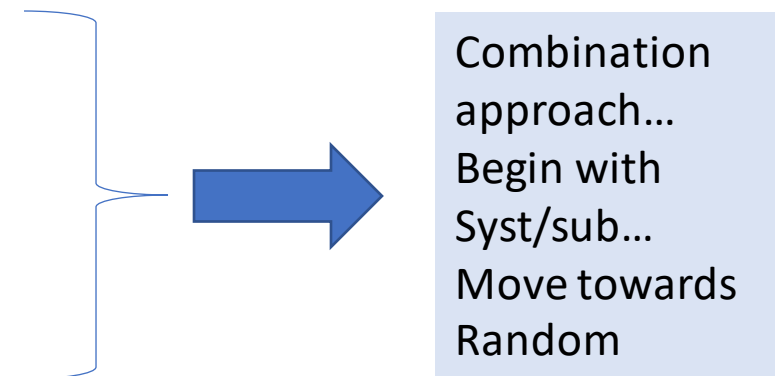 Combination
approach…
Begin with
Syst/sub…
Move towards
Random